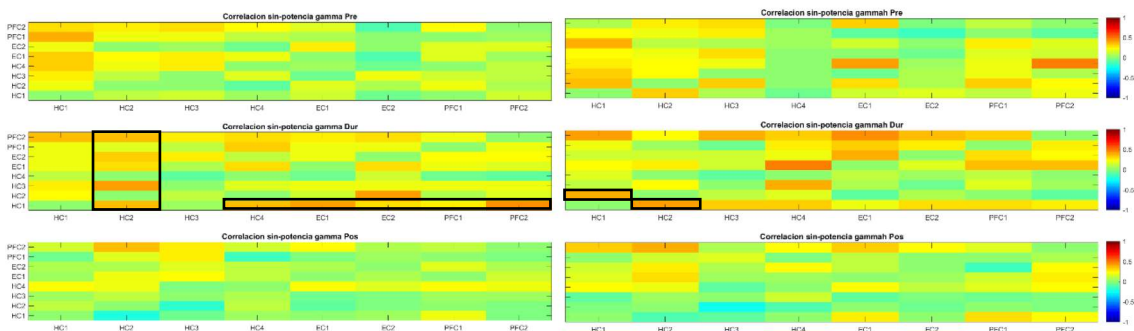 Correlacion sin-potencia gamma Pre
PFC2
PFC1
EC2
EC1
HC4
HC3
HC2
HC1
HC1 HC2 HC3 HC4 EC1 EC2 PFC1 PFC2
Correlacion sin-potencia gammah Pre
HC1 HC2 HC3 HC4 EC1 EC2 PFC1 PFC2
1
0.5
0
-0.5
-1
Correlacion sin-potencia gamma Dur
PFC2
PFC1
EC2
EC1
HC4
HC3
HC2
HC1
HC1 HC2 HC3 HC4 EC1 EC2 PFC1 PFC2
Correlacion sin-potencia gammah Dur
HC1 HC2 HC3 HC4 EC1 EC2 PFC1 PFC2
1
0.5
0
-0.5
-1
Correlacion sin-potencia gamma Pos
PFC2
PFC1
EC2
EC1
HC4
HC3
HC2
HC1
HC1 HC2 HC3 HC4 EC1 EC2 PFC1 PFC2
Correlacion sin-potencia gammah Pos
HC1 HC2 HC3 HC4 EC1 EC2 PFC1 PFC2
1
0.5
0
-0.5
-1